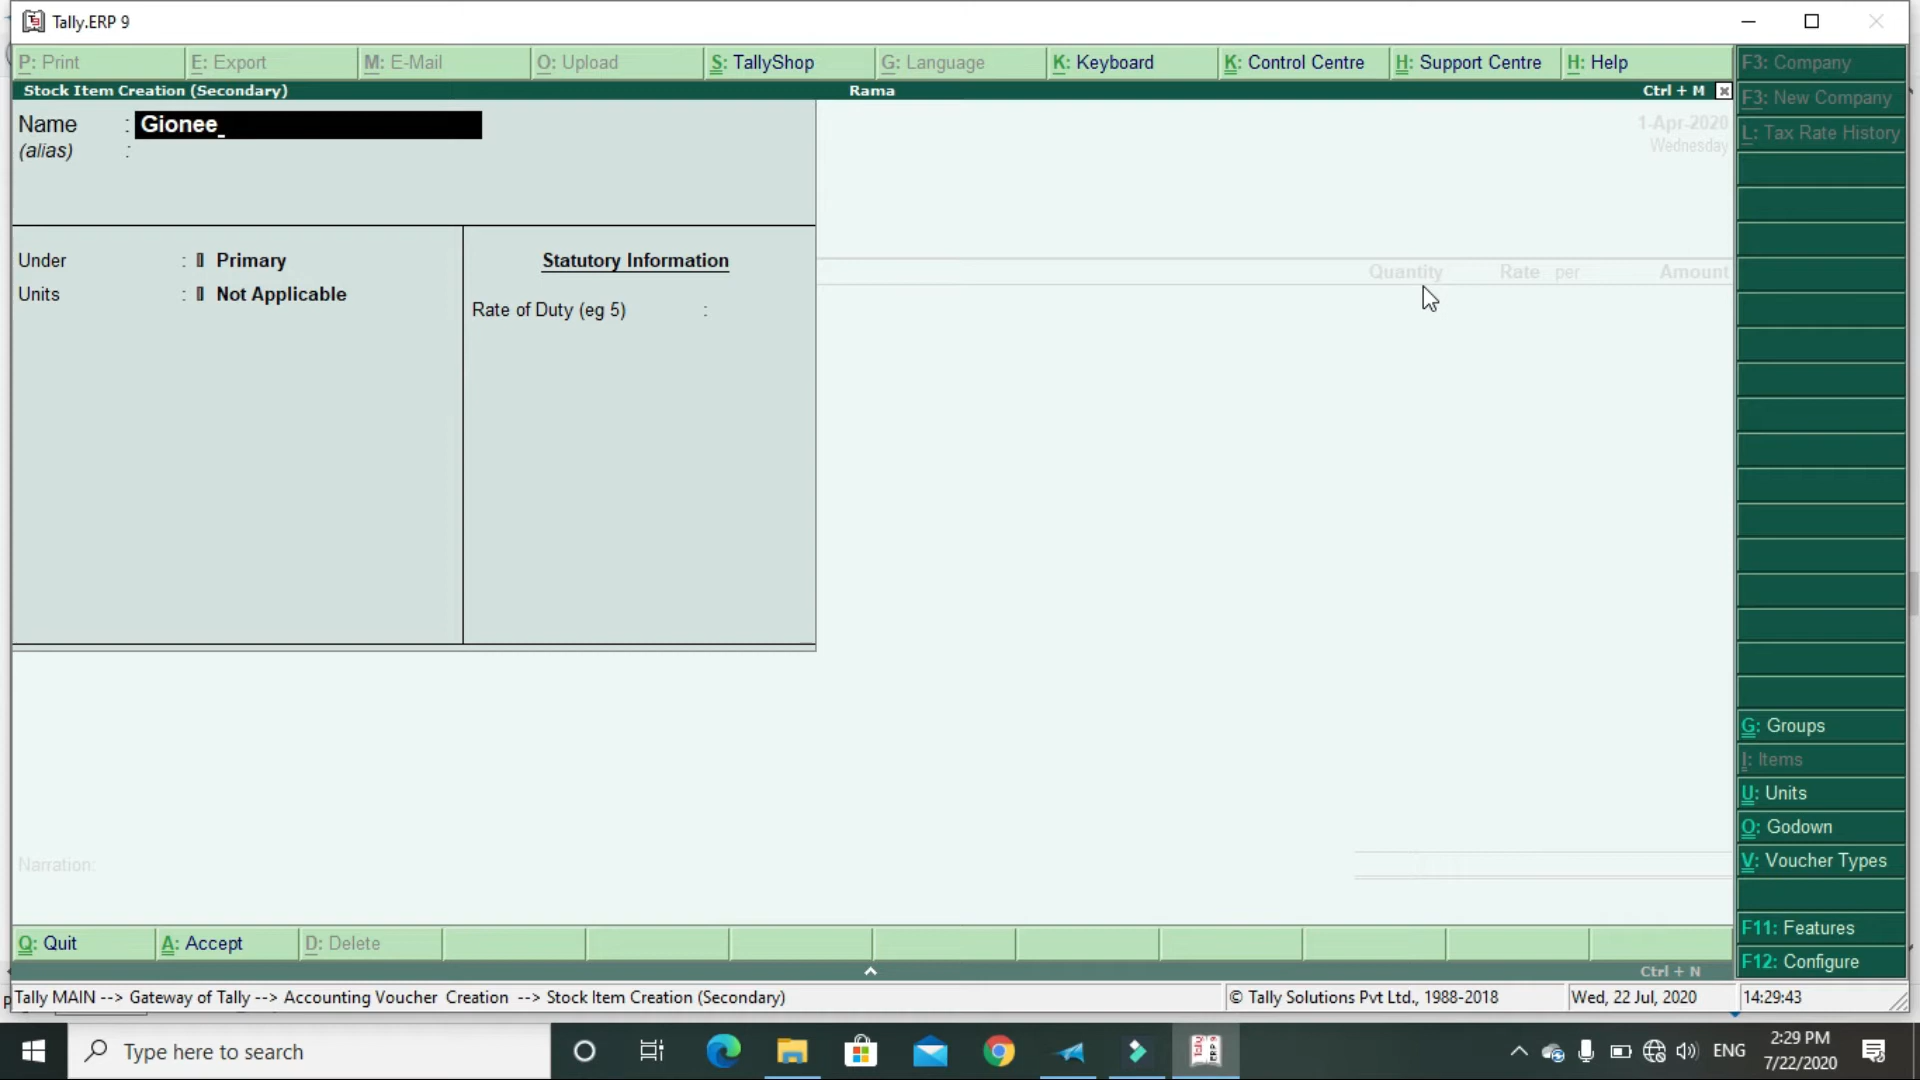 Tally.ERP 9
P: Print E: Export M: E-Mail O: Upload S: TallyShop G: Language K: Keyboard K: Control Centre H: Support Centre H: Help
F3: Company
Stock Item Creation (Secondary) Rama Ctrl + M
F3: New Company
Name : Gionee
1-Apr-2020
L: Tax Rate History
(alias) :
Wednesday
Under : Primary
Statutory Information
Quantity Rate per Amount
Units : Not Applicable
Rate of Duty (eg 5) :
G: Groups
I: Items
U: Units
O: Godown
V: Voucher Types
Narration:
F11: Features
Q: Quit A: Accept D: Delete
F12: Configure
Ctrl + N
Tally MAIN --> Gateway of Tally --> Accounting Voucher Creation --> Stock Item Creation (Secondary) © Tally Solutions Pvt Ltd., 1988-2018 Wed, 22 Jul, 2020 14:29:43
Type here to search
ENG
2:29 PM
7/22/2020